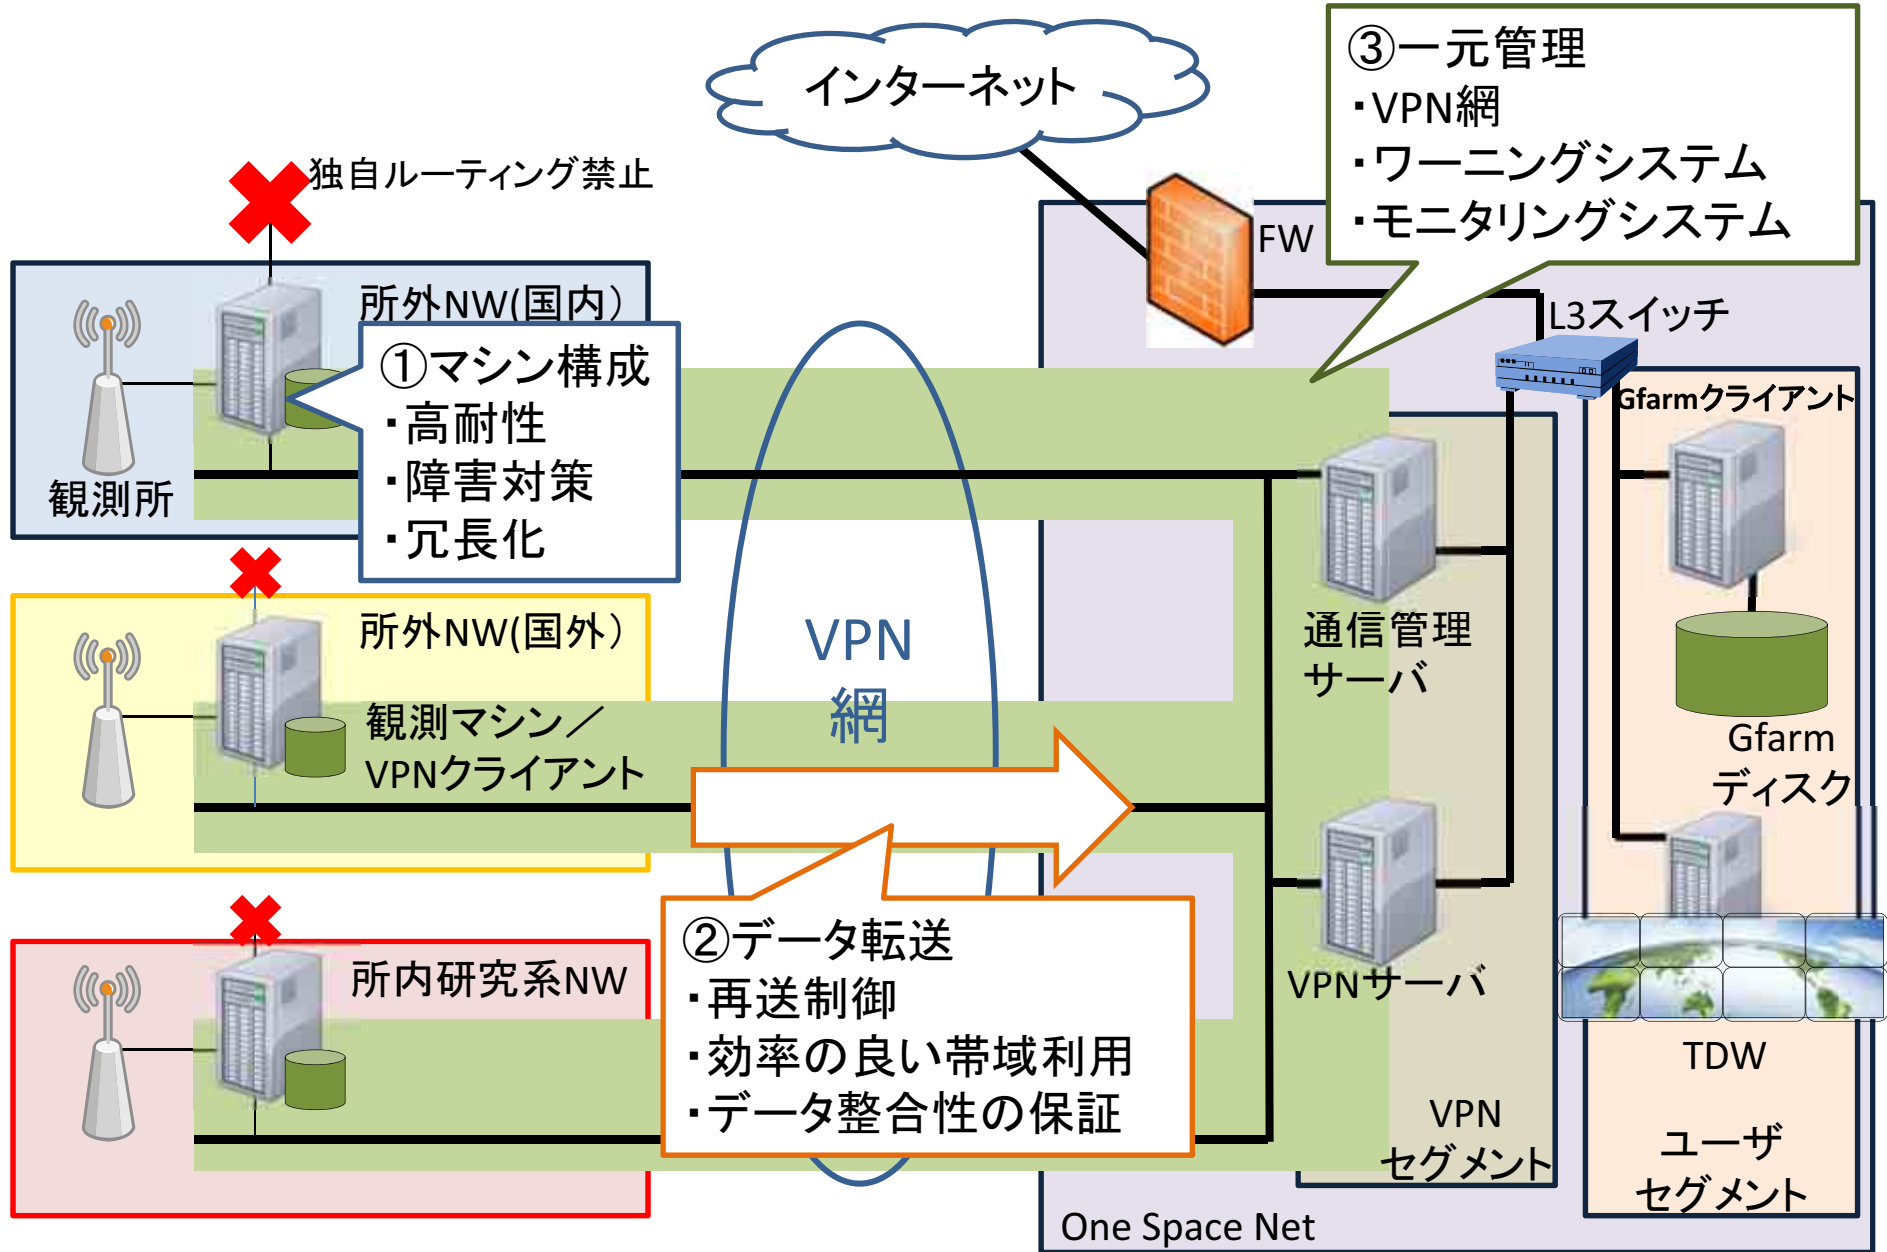 インターネット
③一元管理
・VPN網
・ワーニングシステム
・モニタリングシステム
独自ルーティング禁止
FW
所外NW(国内)
L3スイッチ
①マシン構成
・高耐性
・障害対策
・冗長化
Gfarmクライアント
観測所
所外NW(国外)
VPN
網
通信管理
サーバ
観測マシン/
VPNクライアント
Gfarm
ディスク
②データ転送
・再送制御
・効率の良い帯域利用
・データ整合性の保証
所内研究系NW
VPNサーバ
TDW
VPN
セグメント
ユーザ
セグメント
One Space Net